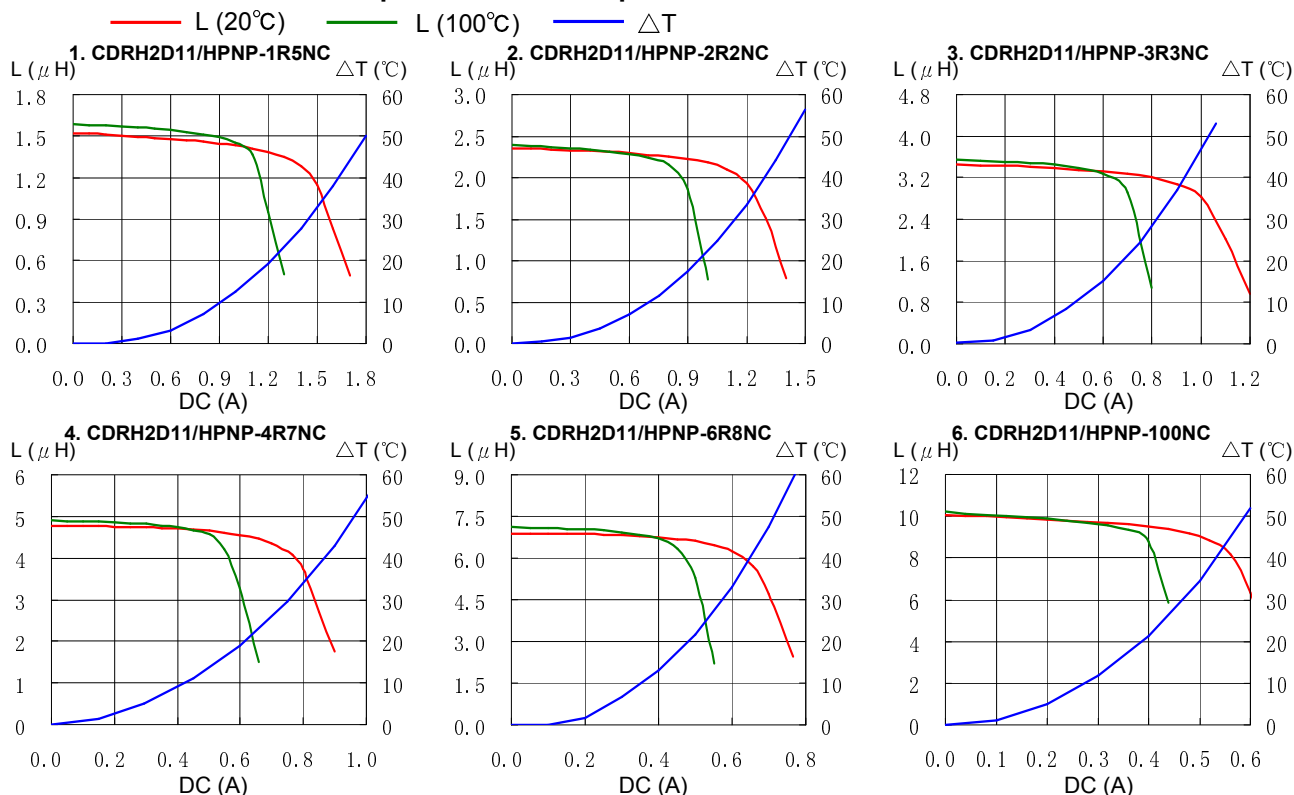 L (20℃) L (100℃) △T
1. CDRH2D11/HPNP-1R5NC
L (μH) △T (℃)
1.8 60
1.5 50
1.2 40
0.9 30
0.6 20
0.3 10
0.0 0
0.0 0.3 0.6 0.9 1.2 1.5 1.8
DC (A)
2. CDRH2D11/HPNP-2R2NC
L (μH) △T (℃)
3.0 60
2.5 50
2.0 40
1.5 30
1.0 20
0.5 10
0.0 0
0.0 0.3 0.6 0.9 1.2 1.5
DC (A)
3. CDRH2D11/HPNP-3R3NC
L (μH) △T (℃)
4.8 60
4.0 50
3.2 40
2.4 30
1.6 20
0.8 10
0.0 0
0.0 0.2 0.4 0.6 0.8 1.0 1.2
DC (A)
4. CDRH2D11/HPNP-4R7NC
L (μH) △T (℃)
6 60
5 50
4 40
3 30
2 20
1 10
0 0
0.0 0.2 0.4 0.6 0.8 1.0
DC (A)
5. CDRH2D11/HPNP-6R8NC
L (μH) △T (℃)
9.0 60
7.5 50
6.0 40
4.5 30
3.0 20
1.5 10
0.0 0
0.0 0.2 0.4 0.6 0.8
DC (A)
6. CDRH2D11/HPNP-100NC
L (μH) △T (℃)
12 60
10 50
8 40
6 30
4 20
2 10
0 0
0.0 0.1 0.2 0.3 0.4 0.5 0.6
DC (A)